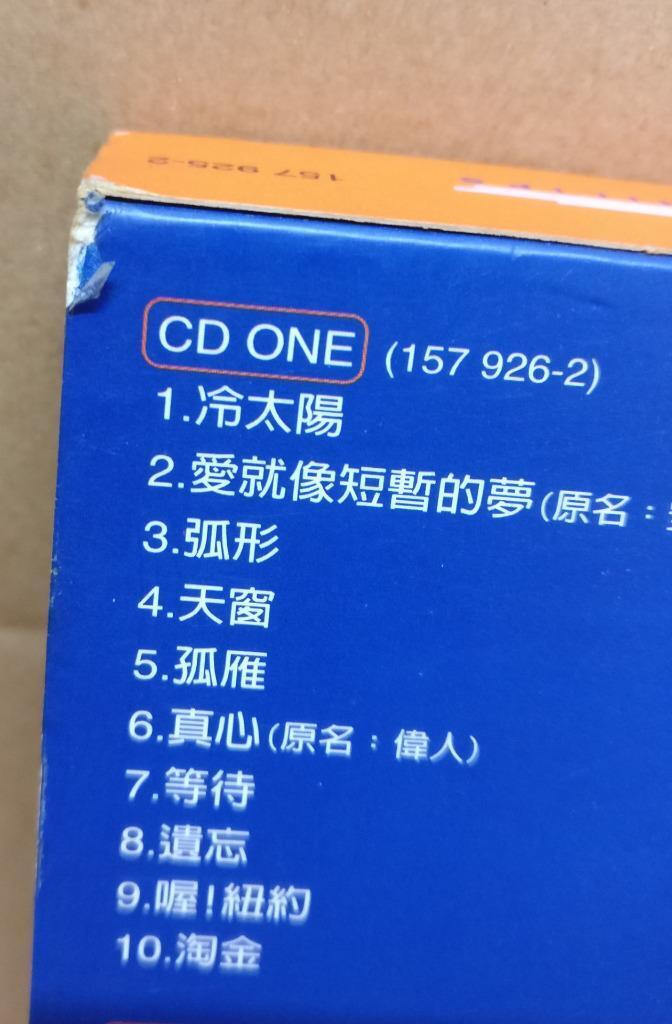 157 925-2
CD ONE (157 926-2)
1.冷太陽
2.愛就像短暫的夢(原名：
3.弧形
4.天窗
5.孤雁
6.真心(原名：偉人)
7.等待
8.遺忘
9.喔!紐約
10.淘金